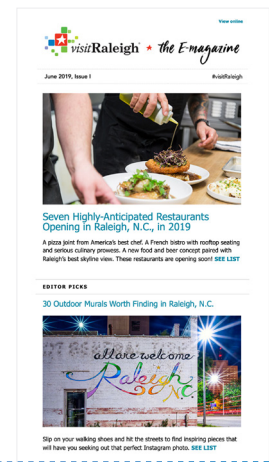 View online
visitRaleigh ★ the E-magazine
June 2019, Issue I #visitRaleigh
Seven Highly-Anticipated Restaurants
Opening in Raleigh, N.C., in 2019
A pizza joint from America's best chef. A French bistro with rooftop seating
and serious culinary prowess. A new food and beer concept paired with
Raleigh's best skyline view. These restaurants are opening soon! SEE LIST
EDITOR PICKS
30 Outdoor Murals Worth Finding in Raleigh, N.C.
all are welcome
Raleigh
N.C.
Slip on your walking shoes and hit the streets to find inspiring pieces that
will have you seeking out that perfect Instagram photo. SEE LIST